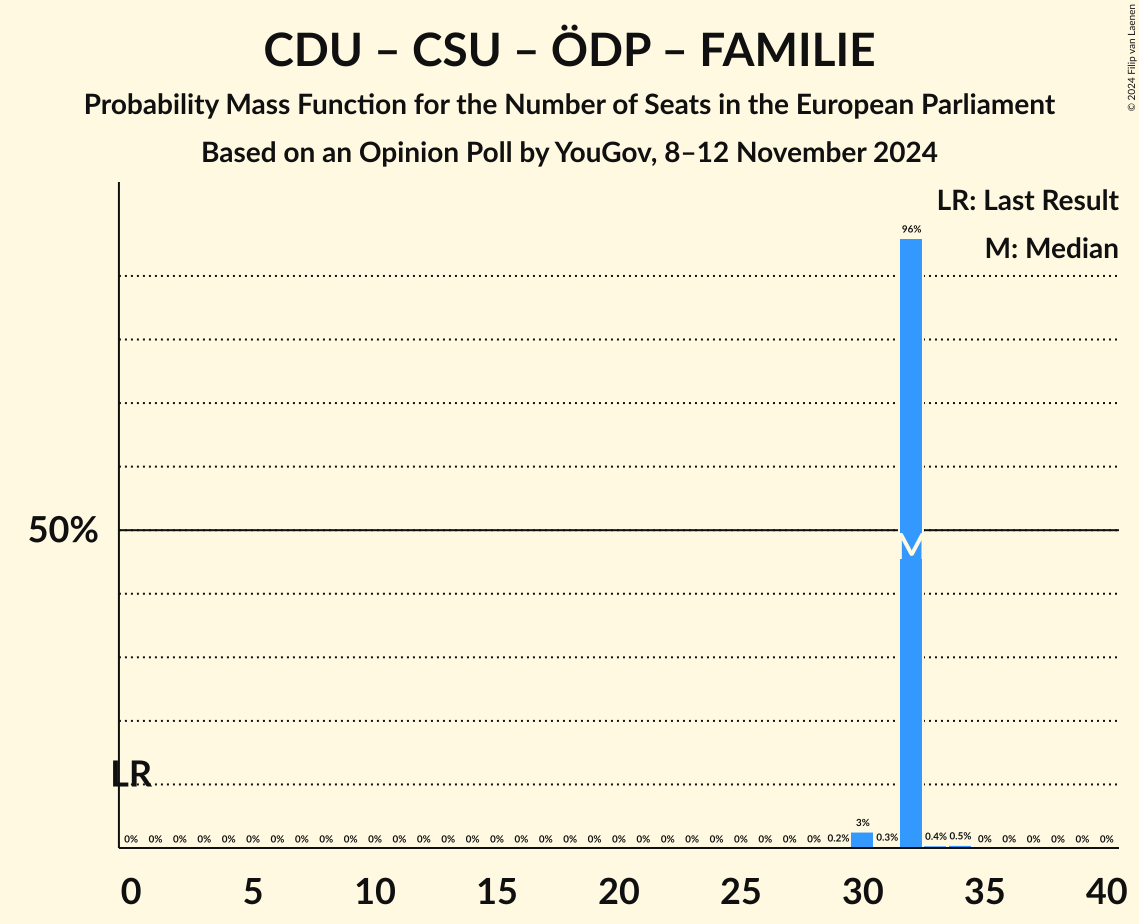 CDU – CSU – ÖDP – FAMILIE
Probability Mass Function for the Number of Seats in the European Parliament
Based on an Opinion Poll by YouGov, 8–12 November 2024
© 2024 Filip van Laenen
LR: Last Result
M: Median
96%
50%
M
LR
0% 0% 0% 0% 0% 0% 0% 0% 0% 0% 0% 0% 0% 0% 0% 0% 0% 0% 0% 0% 0% 0% 0% 0% 0% 0% 0% 0% 0% 0.2% 3% 0.3% 0.4% 0.5% 0% 0% 0% 0% 0% 0%
0 5 10 15 20 25 30 35 40